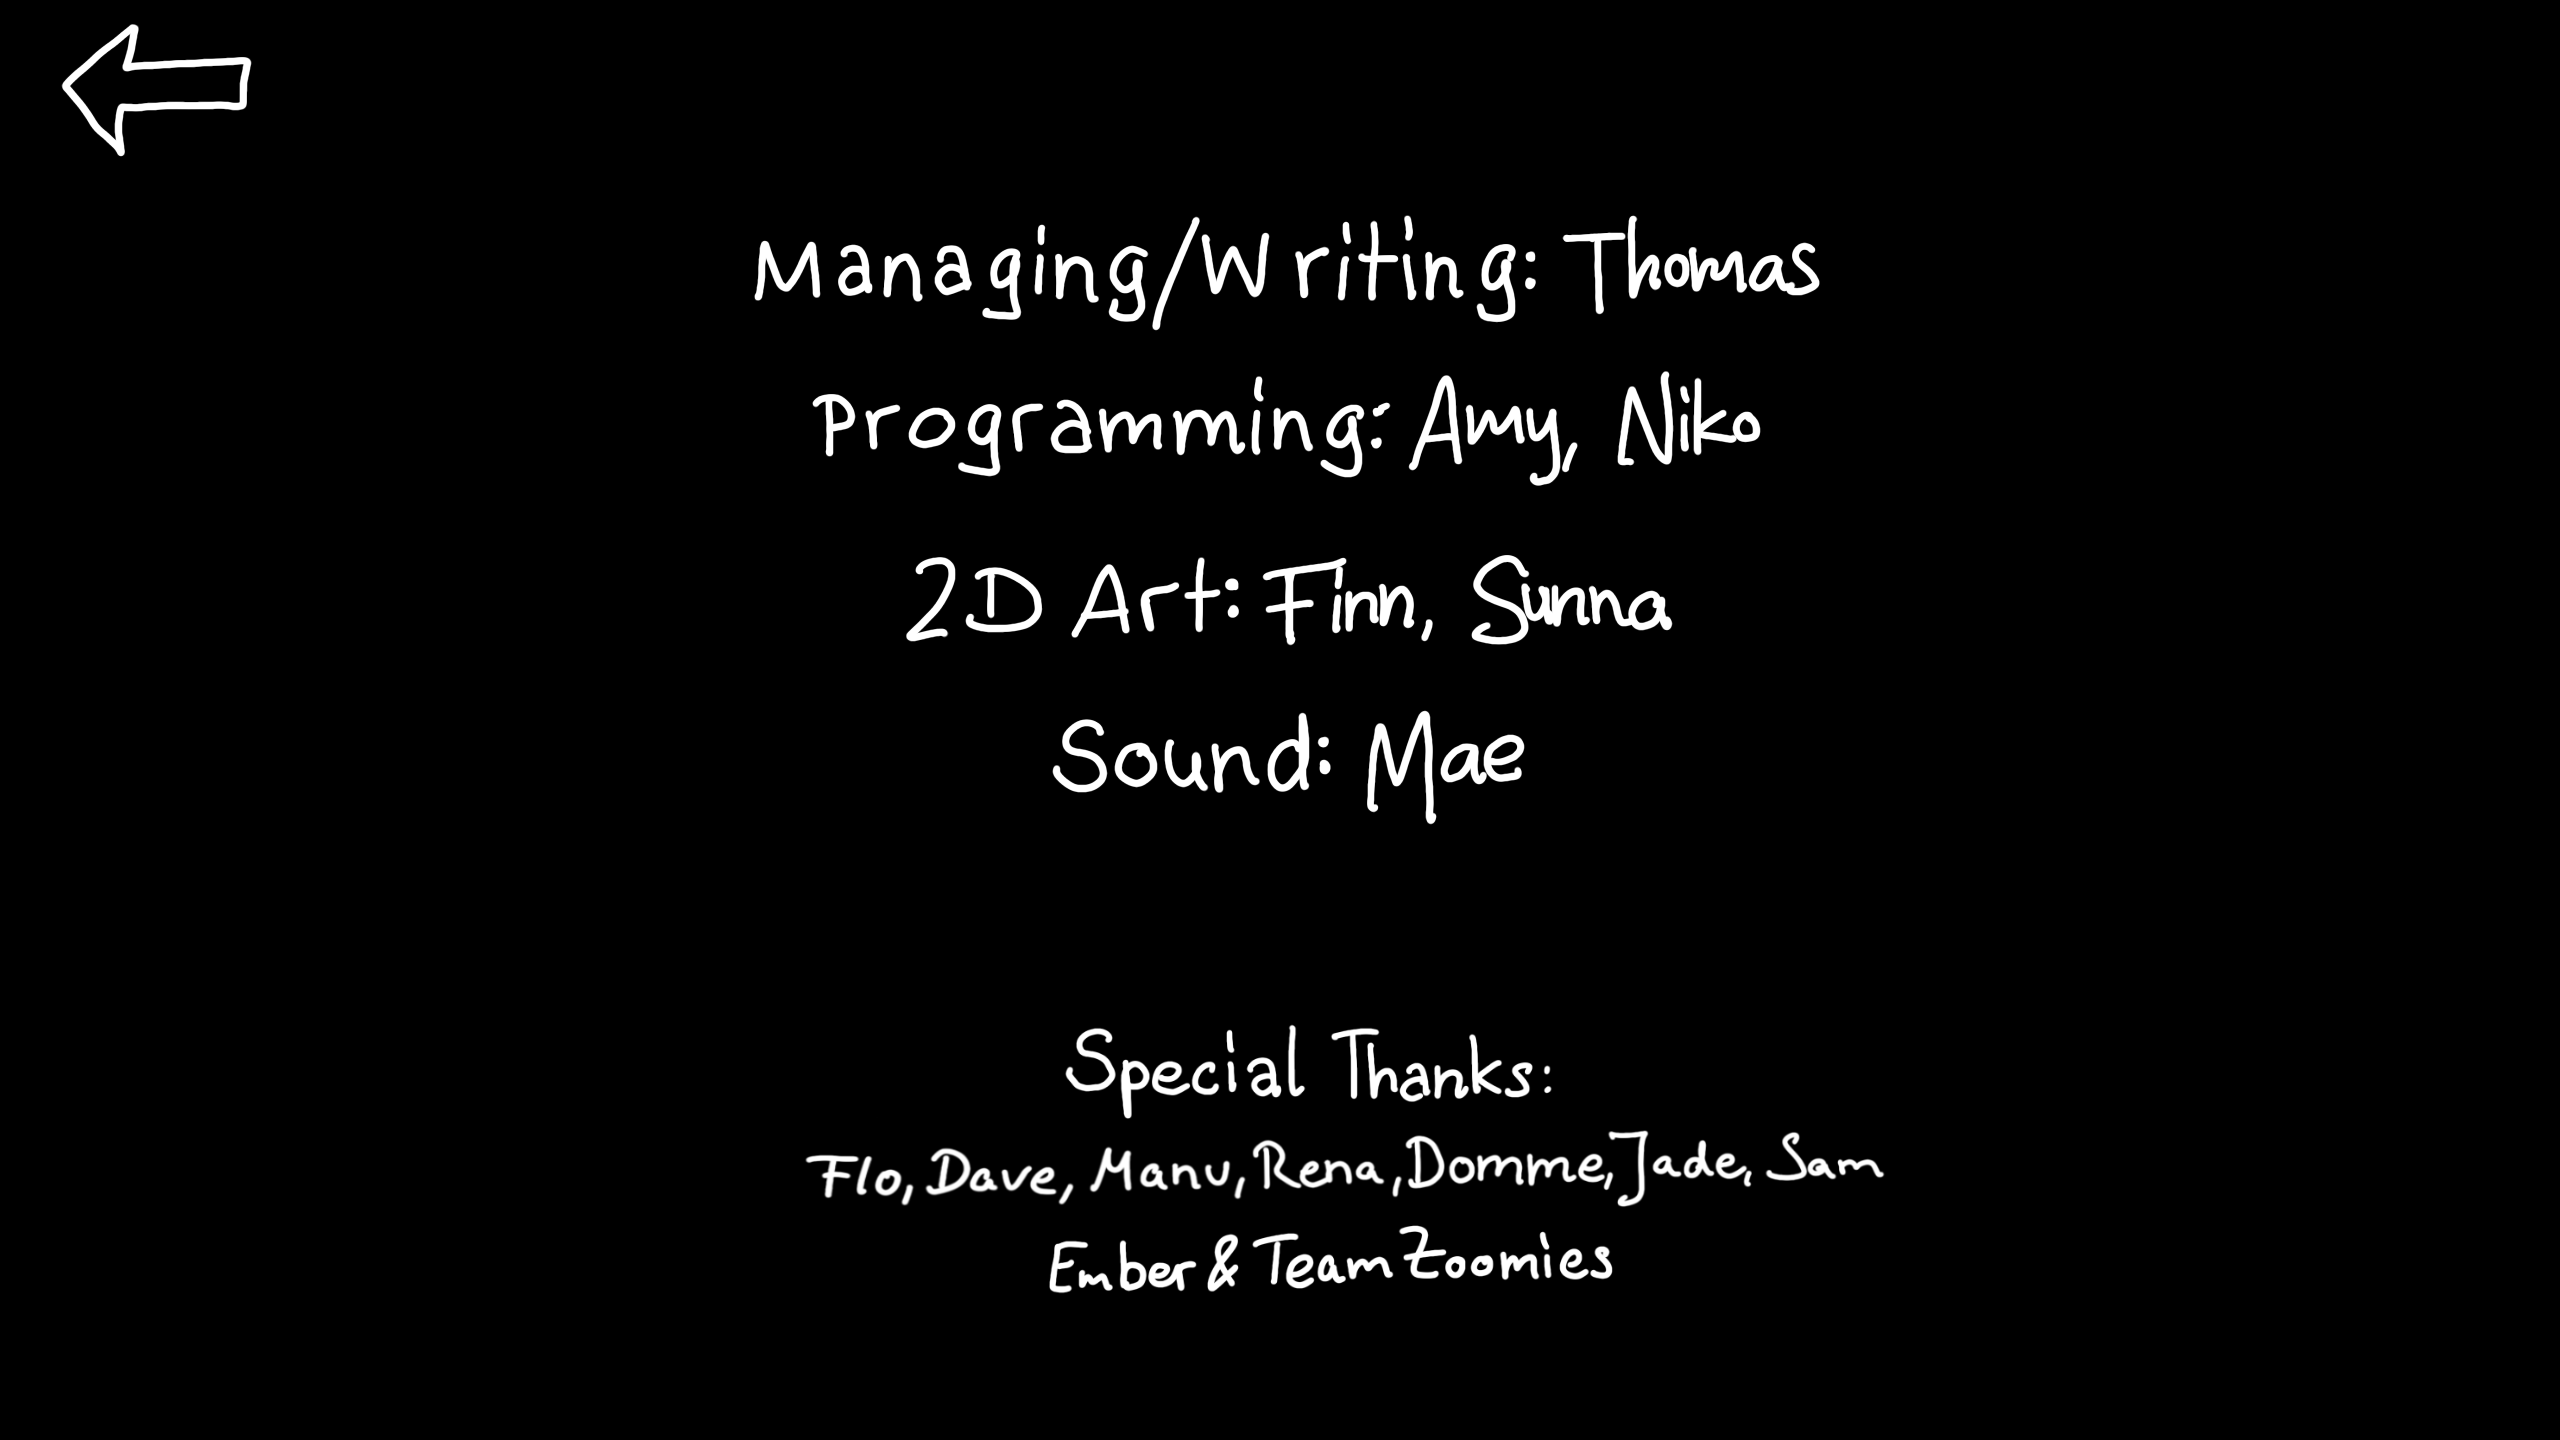 Managing/Writing: Thomas
Programming: Amy, Niko
2D Art: Finn, Sunna
Sound: Mae
Special Thanks:
Flo, Dave, Manu, Rena, Domme, Jade, Sam
Ember & Team Zoomies